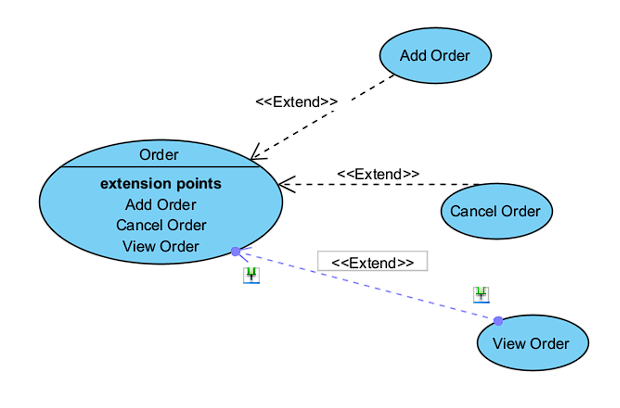 Add Order
<<Extend>>
Order
extension points
Add Order
Cancel Order
View Order
<<Extend>>
Cancel Order
<<Extend>>
View Order